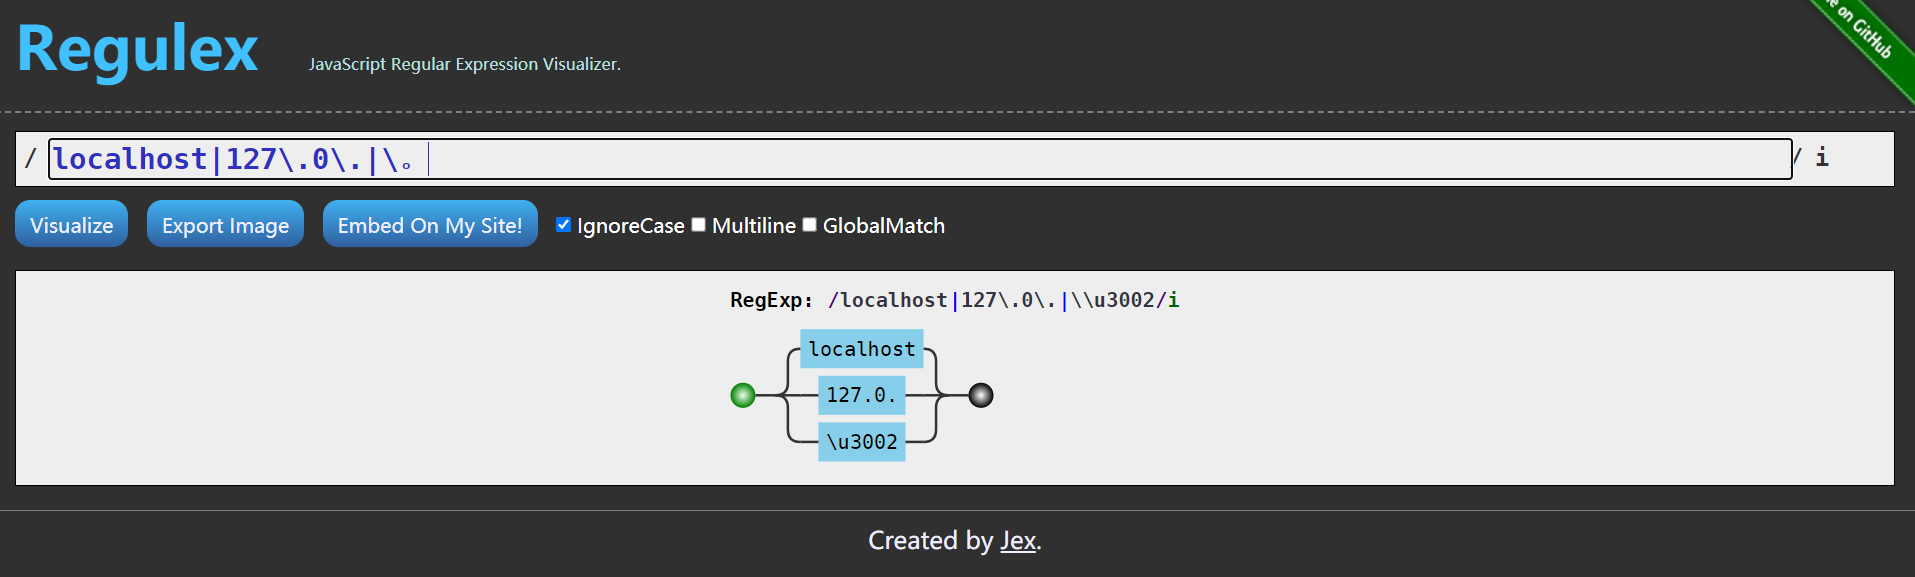 Regulex
JavaScript Regular Expression Visualizer.
me on GitHub
/ localhost|127\.0\.|\。 / i
Visualize Export Image Embed On My Site! IgnoreCase Multiline GlobalMatch
RegExp: /localhost|127\.0\.|\\u3002/i
localhost
127.0.
\u3002
Created by Jex.